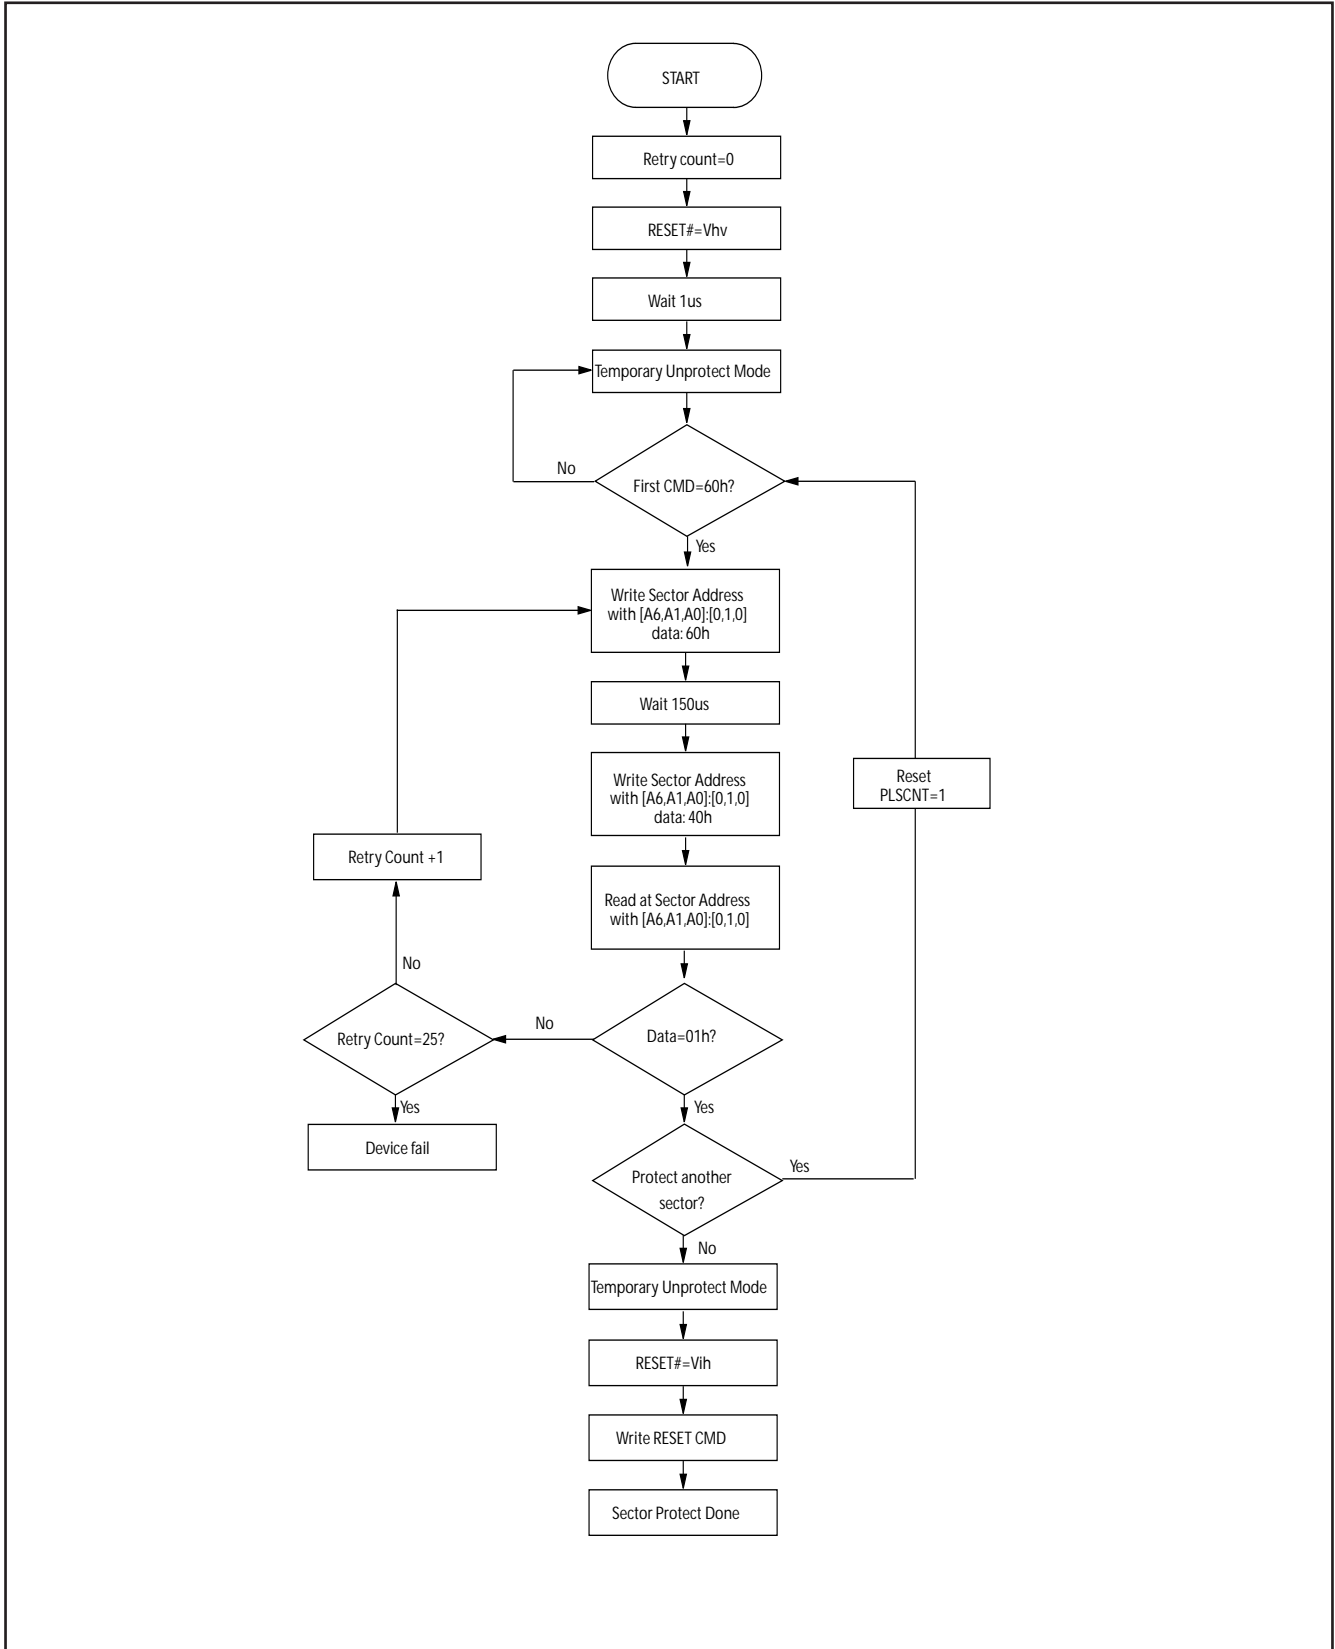 START
Retry count=0
RESET#=Vhv
Wait 1us
Temporary Unprotect Mode
No
First CMD=60h?
Yes
Write Sector Address
with [A6,A1,A0]:[0,1,0]
data: 60h
Wait 150us
Write Sector Address
with [A6,A1,A0]:[0,1,0]
data: 40h
Reset
PLSCNT=1
Retry Count +1
Read at Sector Address
with [A6,A1,A0]:[0,1,0]
No
Retry Count=25?
No
Data=01h?
Yes
Yes
Device fail
Protect another
sector?
Yes
No
Temporary Unprotect Mode
RESET#=Vih
Write RESET CMD
Sector Protect Done